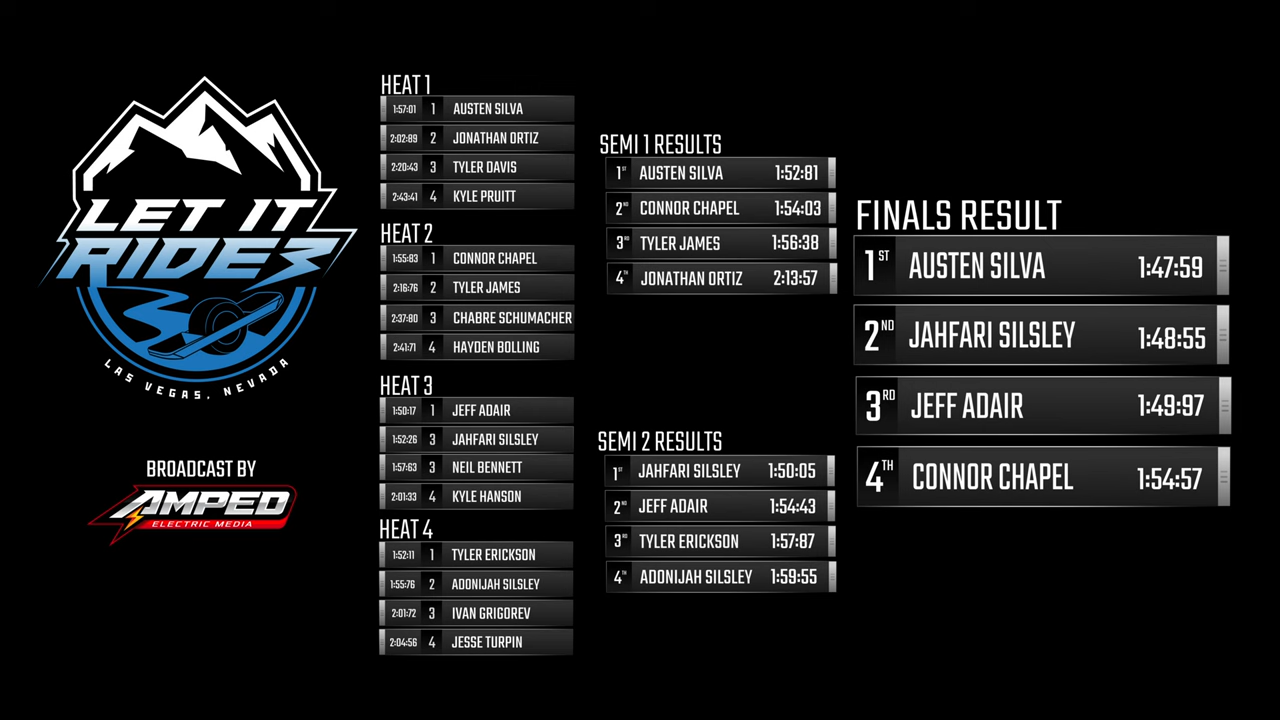 LET IT
RIDE 3
LAS VEGAS, NEVADA
BROADCAST BY
AMPED
ELECTRIC MEDIA
HEAT 1
1:57:01 1 AUSTEN SILVA
2:02:89 2 JONATHAN ORTIZ
2:20:43 3 TYLER DAVIS
2:43:41 4 KYLE PRUITT
HEAT 2
1:55:83 1 CONNOR CHAPEL
2:16:76 2 TYLER JAMES
2:37:80 3 CHABRE SCHUMACHER
2:41:71 4 HAYDEN BOLLING
HEAT 3
1:50:17 1 JEFF ADAIR
1:52:26 3 JAHFARI SILSLEY
1:57:63 3 NEIL BENNETT
2:01:33 4 KYLE HANSON
HEAT 4
1:52:11 1 TYLER ERICKSON
1:55:76 2 ADONIJAH SILSLEY
2:01:72 3 IVAN GRIGOREV
2:04:56 4 JESSE TURPIN
SEMI 1 RESULTS
1ST AUSTEN SILVA 1:52:81
2ND CONNOR CHAPEL 1:54:03
3RD TYLER JAMES 1:56:38
4TH JONATHAN ORTIZ 2:13:57
SEMI 2 RESULTS
1ST JAHFARI SILSLEY 1:50:05
2ND JEFF ADAIR 1:54:43
3RD TYLER ERICKSON 1:57:87
4TH ADONIJAH SILSLEY 1:59:55
FINALS RESULT
1ST AUSTEN SILVA 1:47:59
2ND JAHFARI SILSLEY 1:48:55
3RD JEFF ADAIR 1:49:97
4TH CONNOR CHAPEL 1:54:57